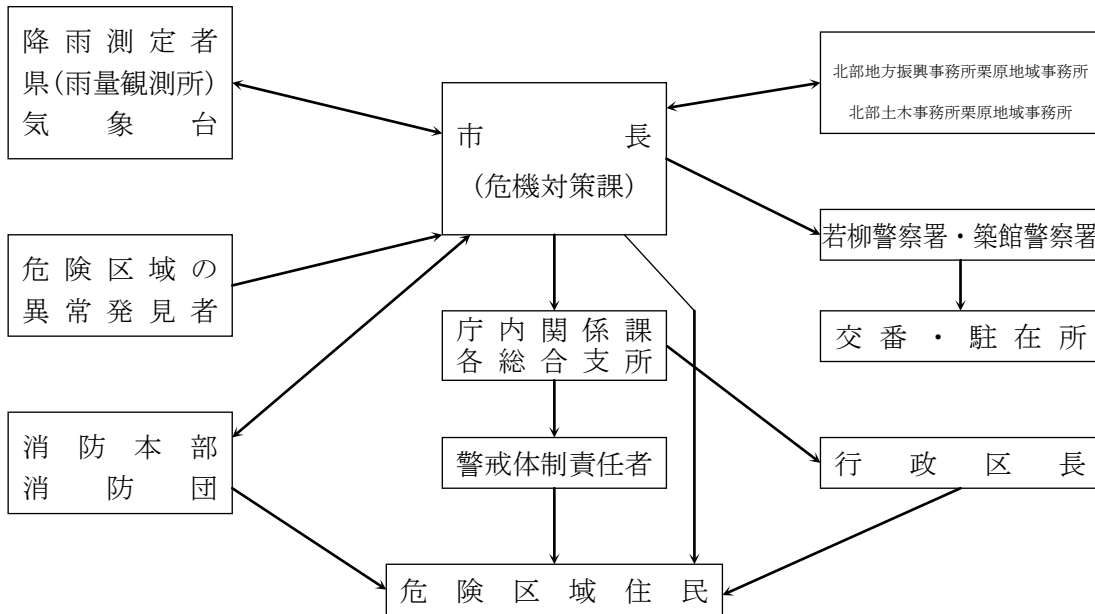 降雨測定者
県(雨量観測所)
気象台
北部地方振興事務所栗原地域事務所
北部土木事務所栗原地域事務所
市長
(危機対策課)
若柳警察署・築館警察署
危険区域の
異常発見者
庁内関係課
各総合支所
交番・駐在所
消防本部
消防団
警戒体制責任者
行政区長
危険区域住民